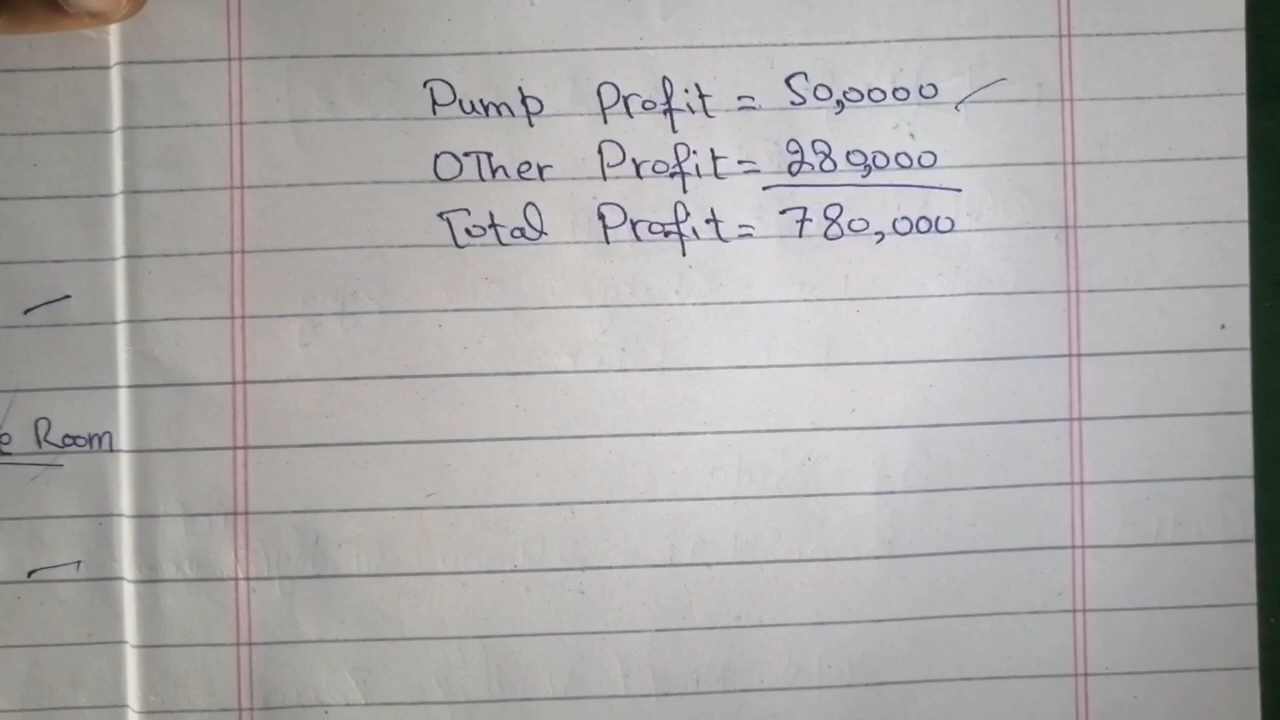 Pump Profit = 50,0000
OTher Profit = 280,000
Total Profit = 780,000
Room